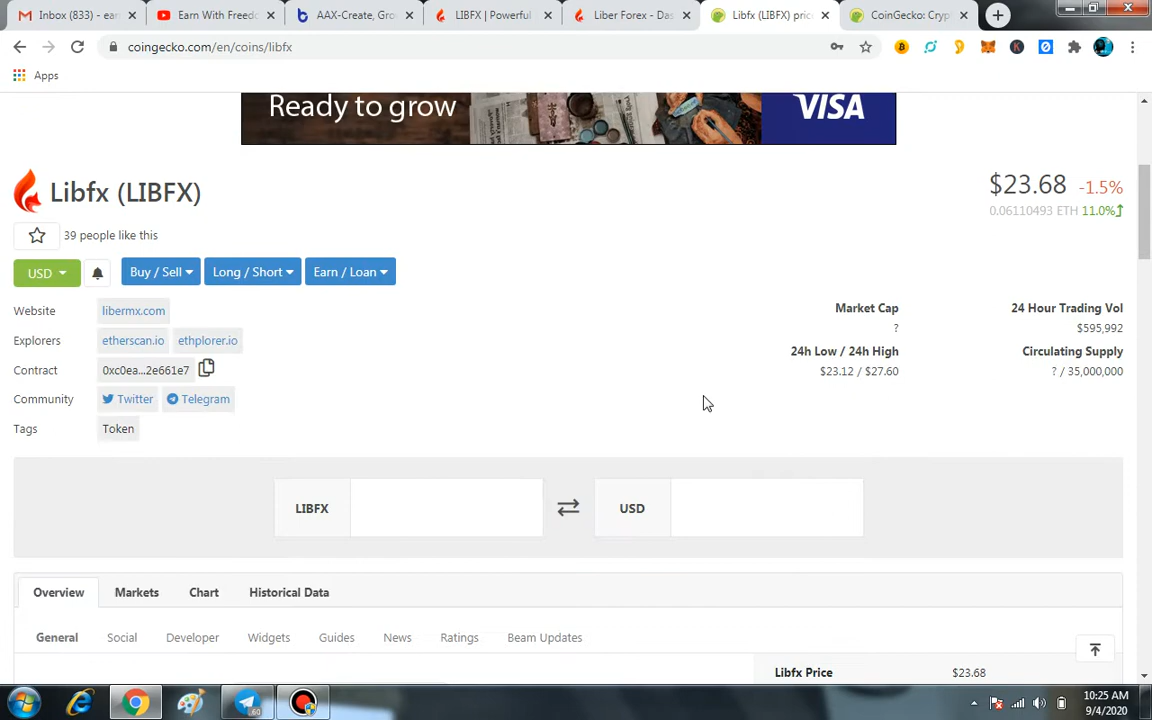 Inbox (833) - ear
Earn With Freedo
AAX-Create, Gro
LIBFX | Powerful
Liber Forex - Das
Libfx (LIBFX) pric
CoinGecko: Cryp
coingecko.com/en/coins/libfx
Apps
Ready to grow
VISA
Libfx (LIBFX)
$23.68 -1.5%
0.06110493 ETH 11.0%
39 people like this
USD
Buy / Sell
Long / Short
Earn / Loan
Website libermx.com
Explorers etherscan.io ethplorer.io
Contract 0xc0ea...2e661e7
Community Twitter Telegram
Tags Token
Market Cap
?
24 Hour Trading Vol
$595,992
24h Low / 24h High
$23.12 / $27.60
Circulating Supply
? / 35,000,000
LIBFX
USD
Overview Markets Chart Historical Data
General Social Developer Widgets Guides News Ratings Beam Updates
Libfx Price $23.68
60
10:25 AM
9/4/2020